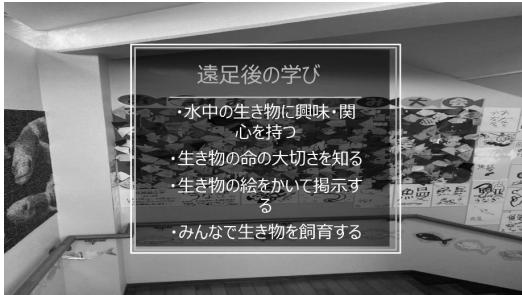 遠足後の学び
・水中の生き物に興味・関
心を持つ
・生き物の命の大切さを知る
・生き物の絵をかいて掲示す
る
・みんなで生き物を飼育する
大会